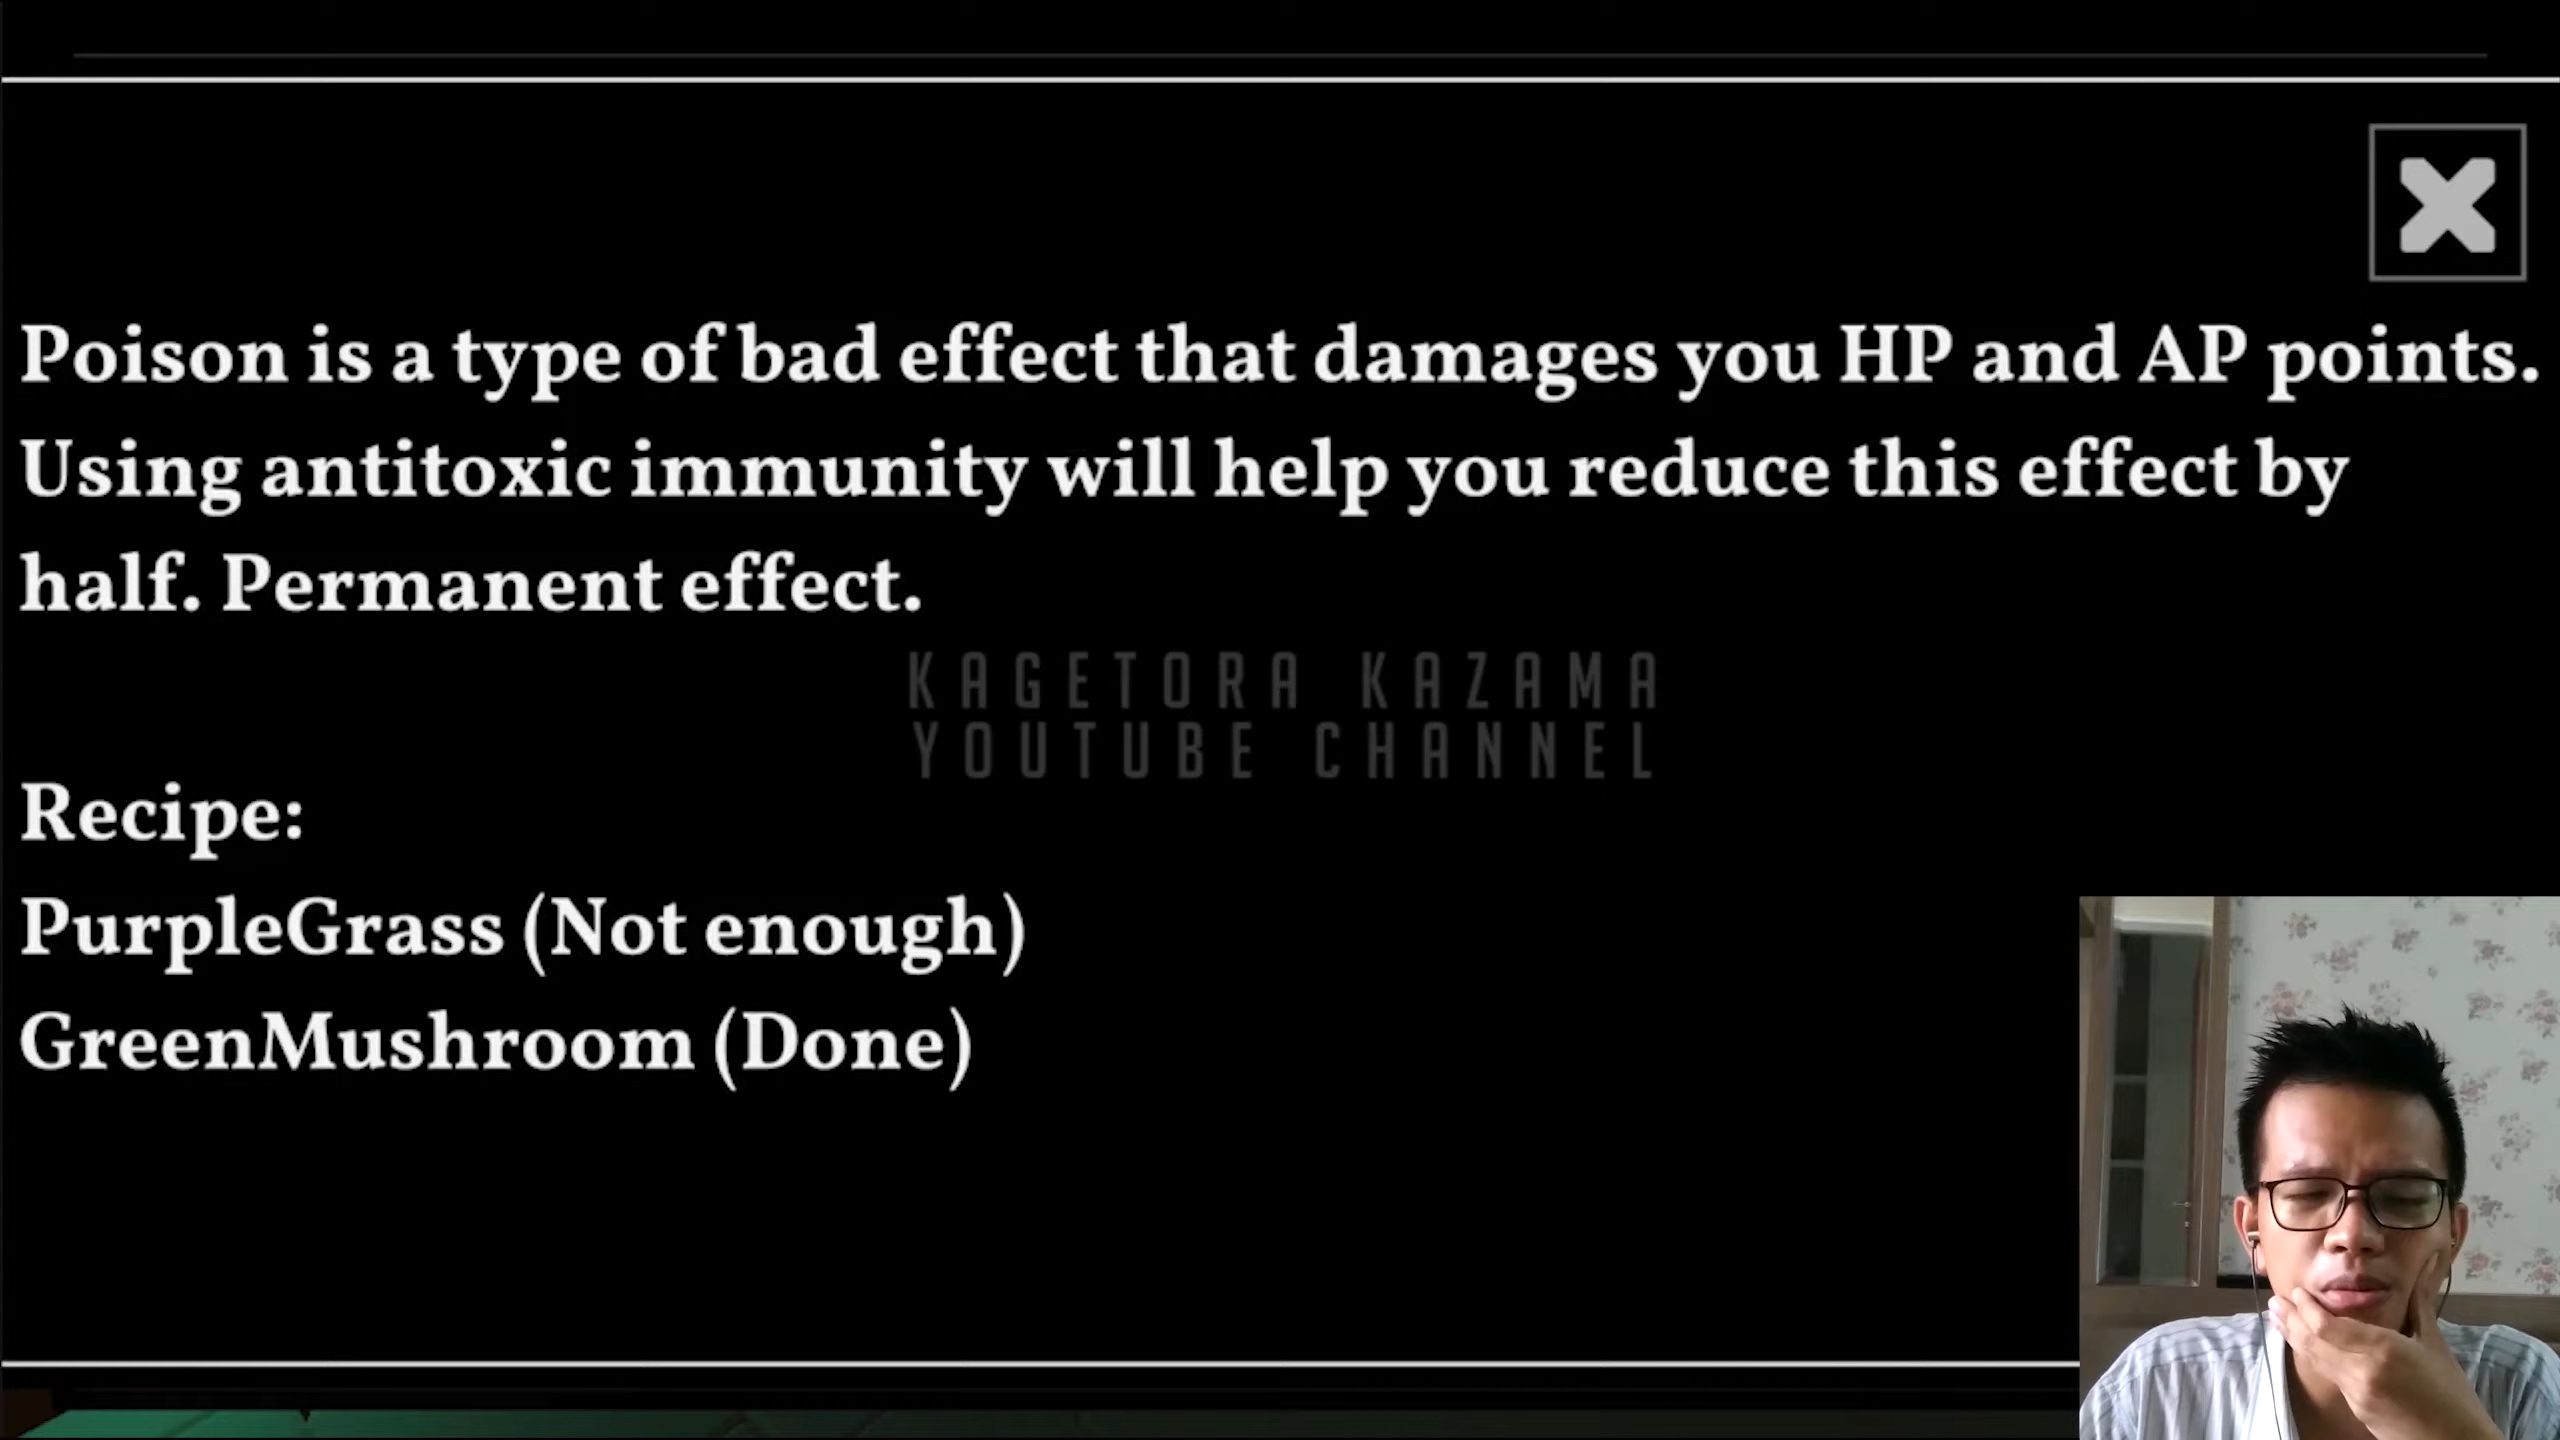 Poison is a type of bad effect that damages you HP and AP points.
Using antitoxic immunity will help you reduce this effect by
half. Permanent effect.
KAGETORA KAZAMA
YOUTUBE CHANNEL
Recipe:
PurpleGrass (Not enough)
GreenMushroom (Done)